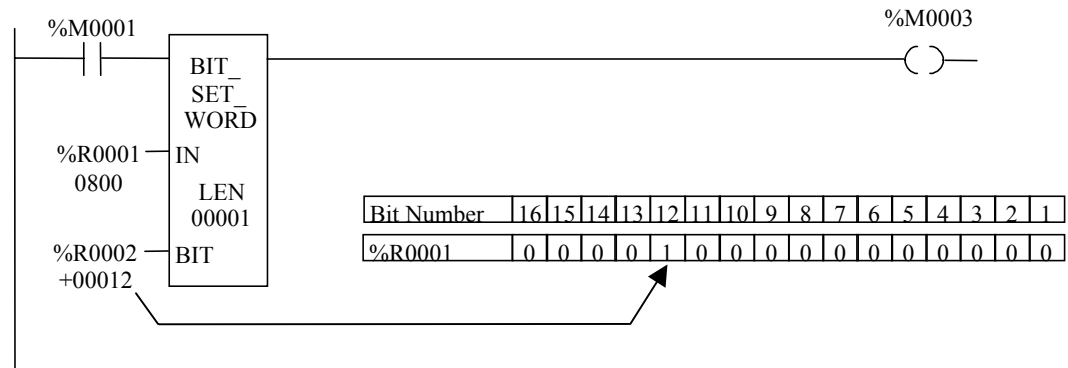 %M0001
%M0003
BIT_
SET_
WORD
%R0001 IN
0800
LEN
00001
Bit Number 16 15 14 13 12 11 10 9 8 7 6 5 4 3 2 1
%R0001 0 0 0 0 1 0 0 0 0 0 0 0 0 0 0 0
%R0002 BIT
+00012